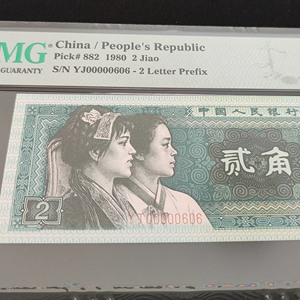 MG China / People's Republic
GUARANTY Pick# 882 1980 2 Jiao
S/N YJ00000606 - 2 Letter Prefix
中国人民银行
贰角
YJ00000606
2